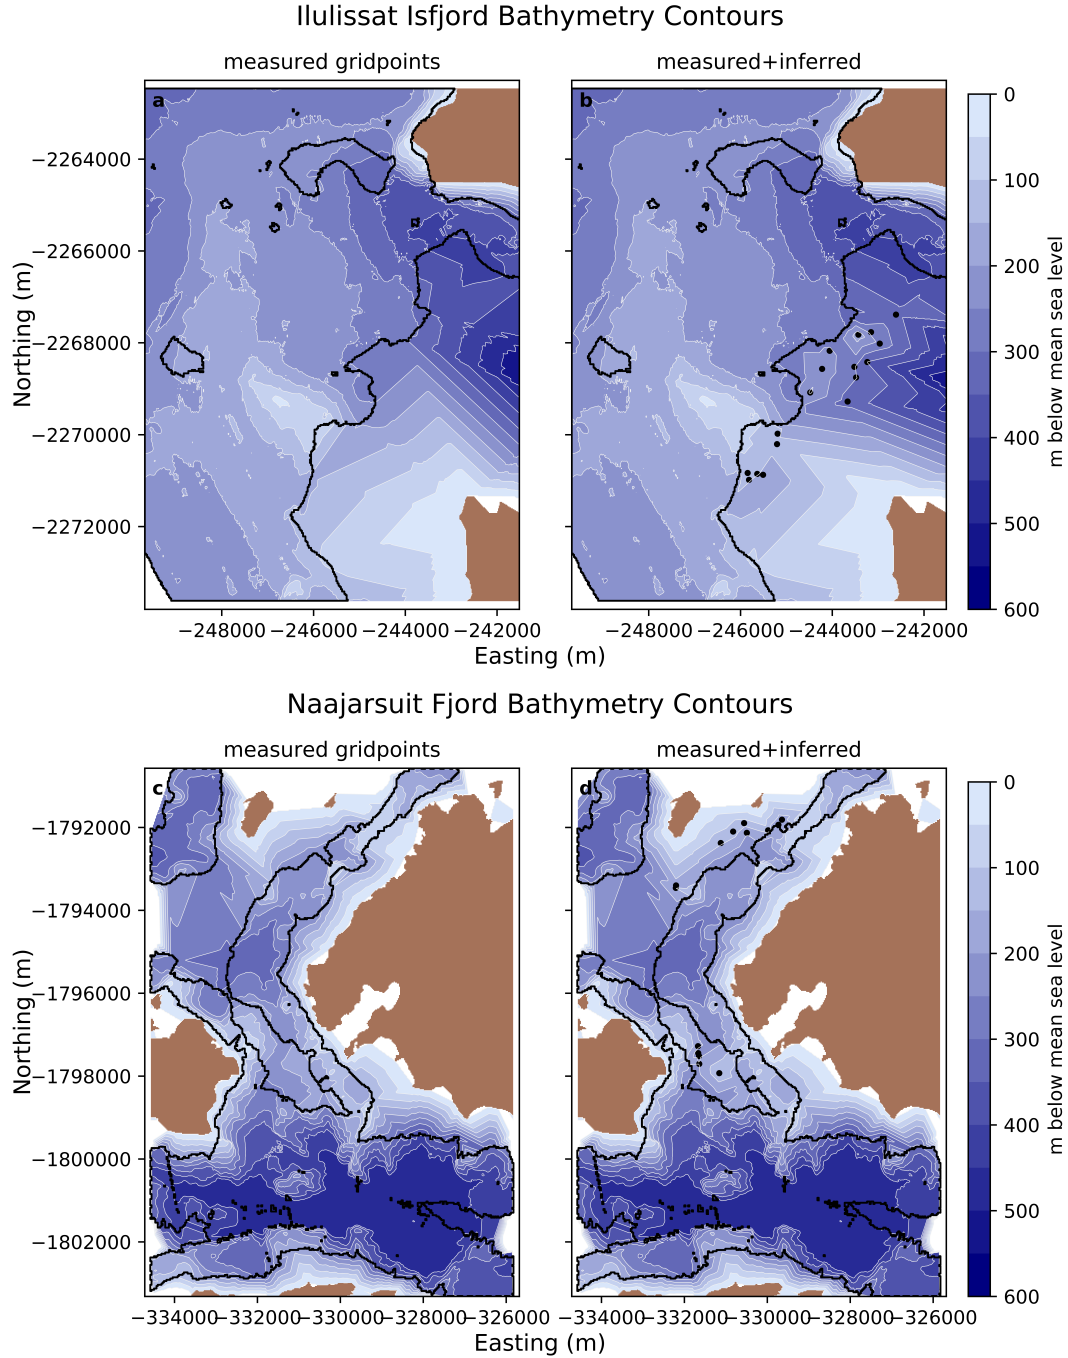 Ilulissat Isfjord Bathymetry Contours
measured gridpoints
measured+inferred
a
b
−2264000
−2266000
−2268000
−2270000
−2272000
Northing (m)
−248000
−246000
−244000
−242000
−248000
−246000
−244000
−242000
Easting (m)
0
100
200
300
400
500
600
m below mean sea level
Naajarsuit Fjord Bathymetry Contours
measured gridpoints
measured+inferred
c
d
−1792000
−1794000
−1796000
−1798000
−1800000
−1802000
Northing (m)
−334000
−332000
−330000
−328000
−326000
−334000
−332000
−330000
−328000
−326000
Easting (m)
0
100
200
300
400
500
600
m below mean sea level